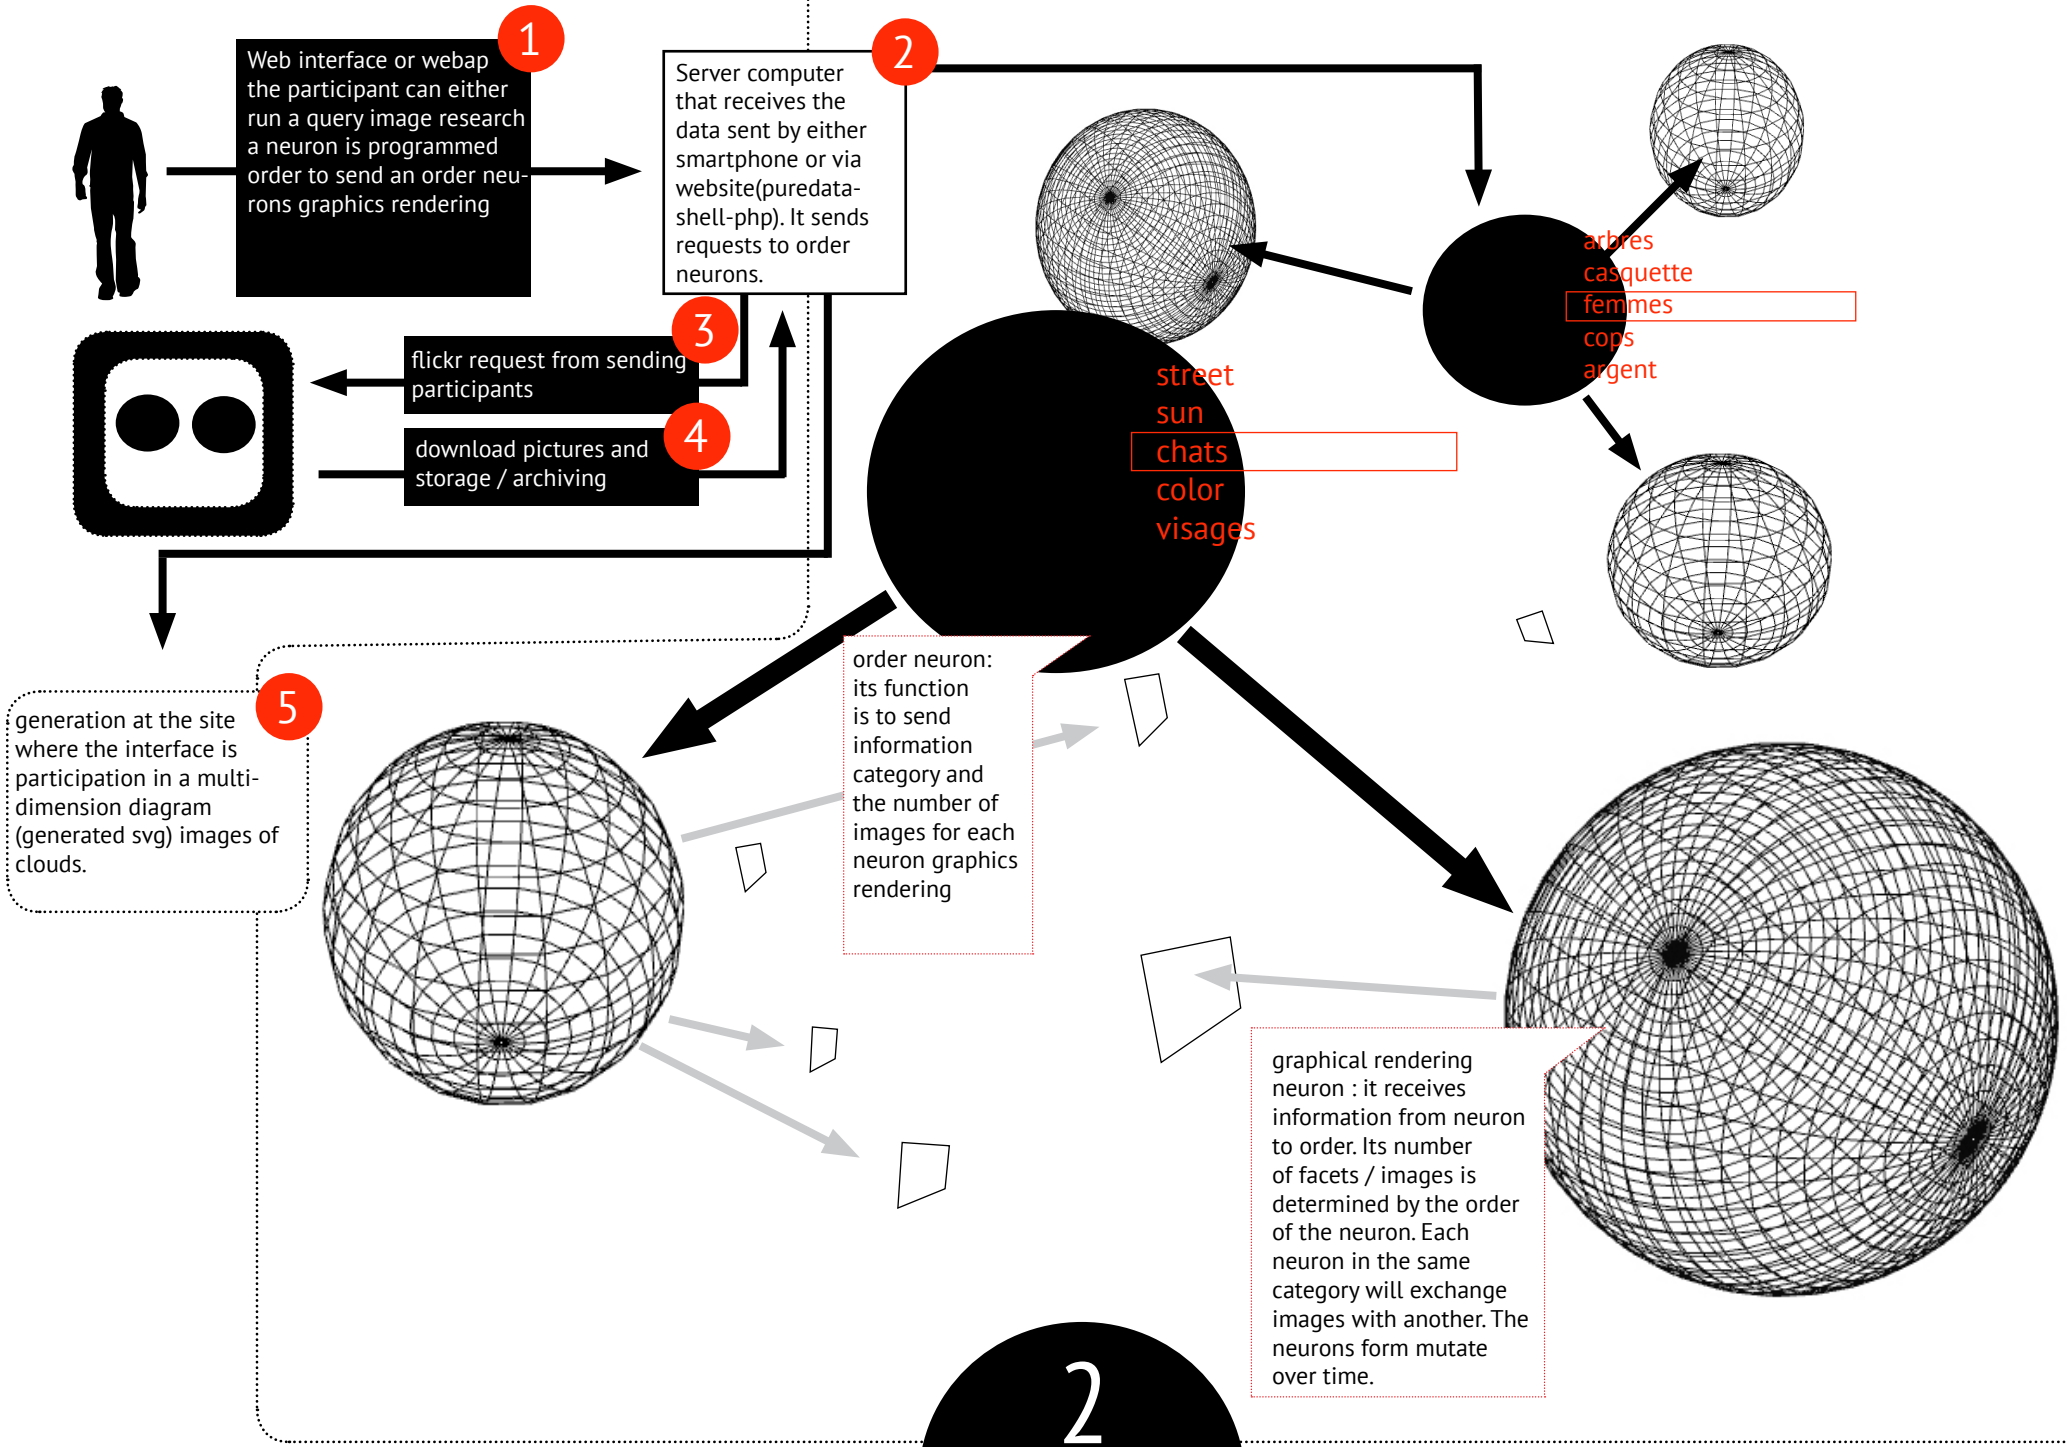 1
Web interface or webap
the participant can either
run a query image research
a neuron is programmed
order to send an order neu-
rons graphics rendering
2
Server computer
that receives the
data sent by either
smartphone or via
website(puredata-
shell-php). It sends
requests to order
neurons.
3
flickr request from sending
participants
4
download pictures and
storage / archiving
arbres
casquette
femmes
cops
argent
street
sun
chats
color
visages
5
generation at the site
where the interface is
participation in a multi-
dimension diagram
(generated svg) images of
clouds.
order neuron:
its function
is to send
information
category and
the number of
images for each
neuron graphics
rendering
graphical rendering
neuron : it receives
information from neuron
to order. Its number
of facets / images is
determined by the order
of the neuron. Each
neuron in the same
category will exchange
images with another. The
neurons form mutate
over time.
2